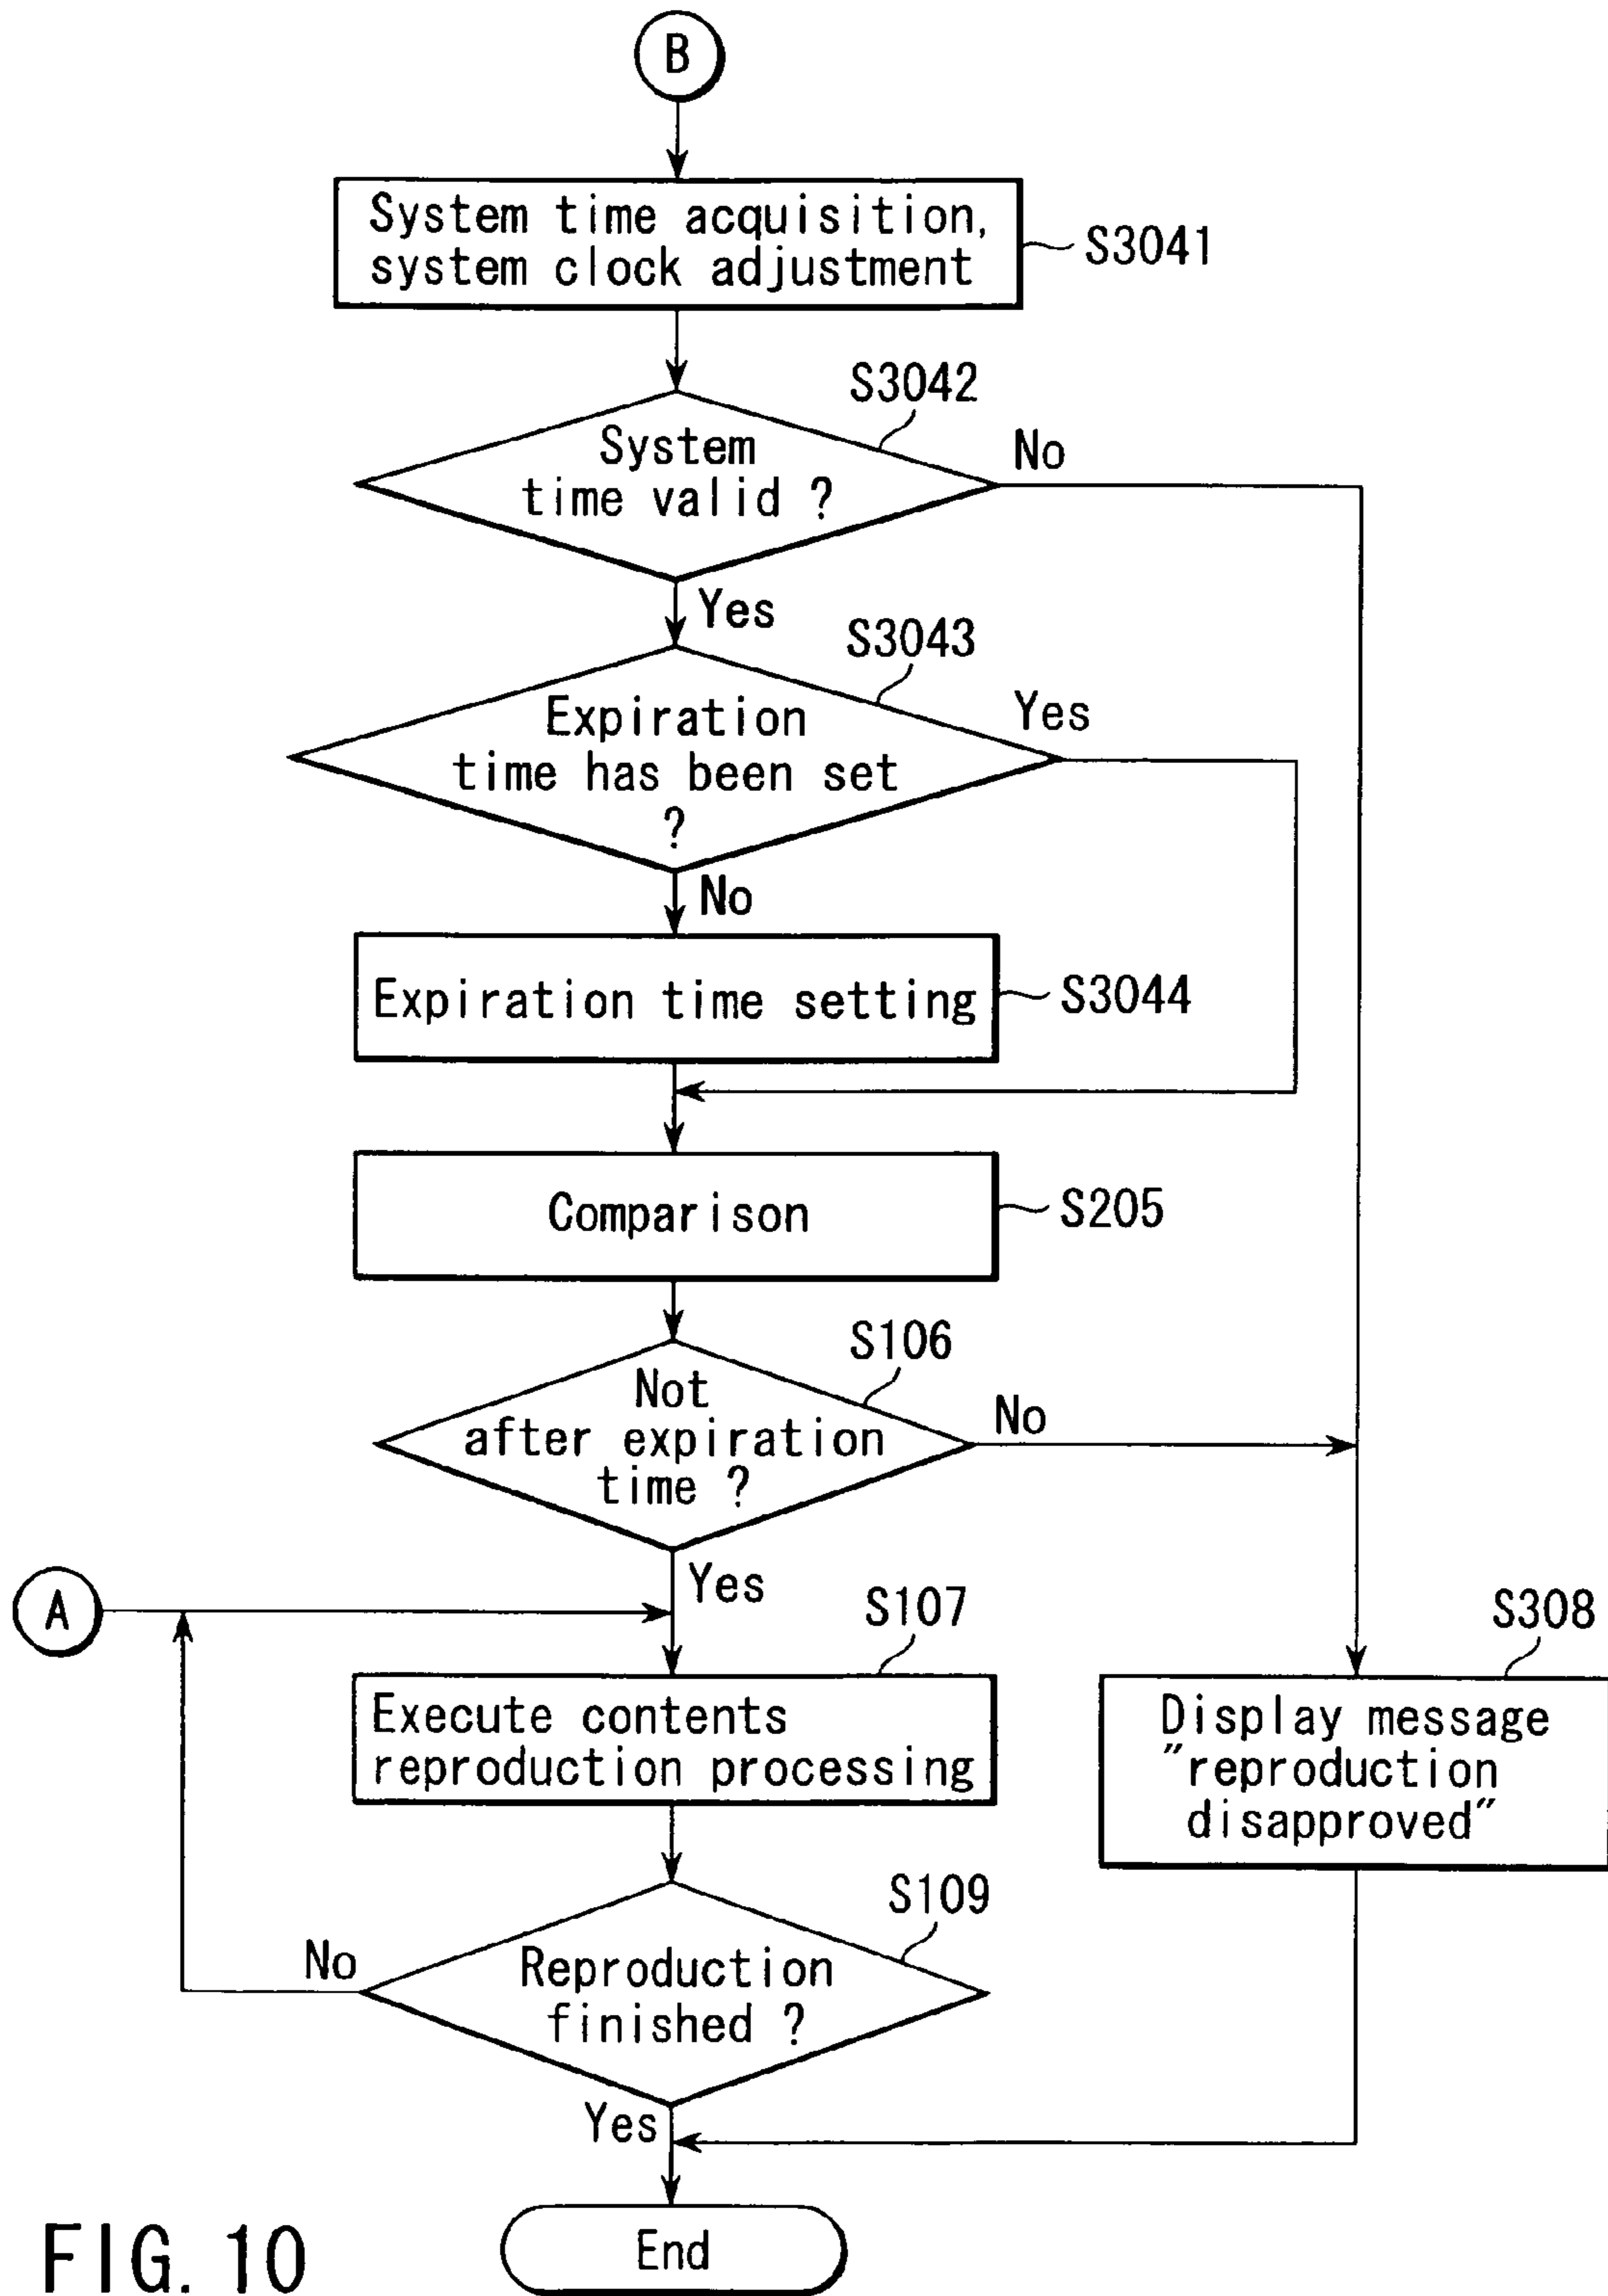 B
System time acquisition,
system clock adjustment
S3041
S3042
System
time valid ?
No
Yes
S3043
Expiration
time has been set
?
Yes
No
Expiration time setting
S3044
Comparison
S205
S106
Not
after expiration
time ?
No
Yes
A
S107
Execute contents
reproduction processing
S308
Display message
"reproduction
disapproved"
S109
Reproduction
finished ?
No
Yes
End
FIG. 10